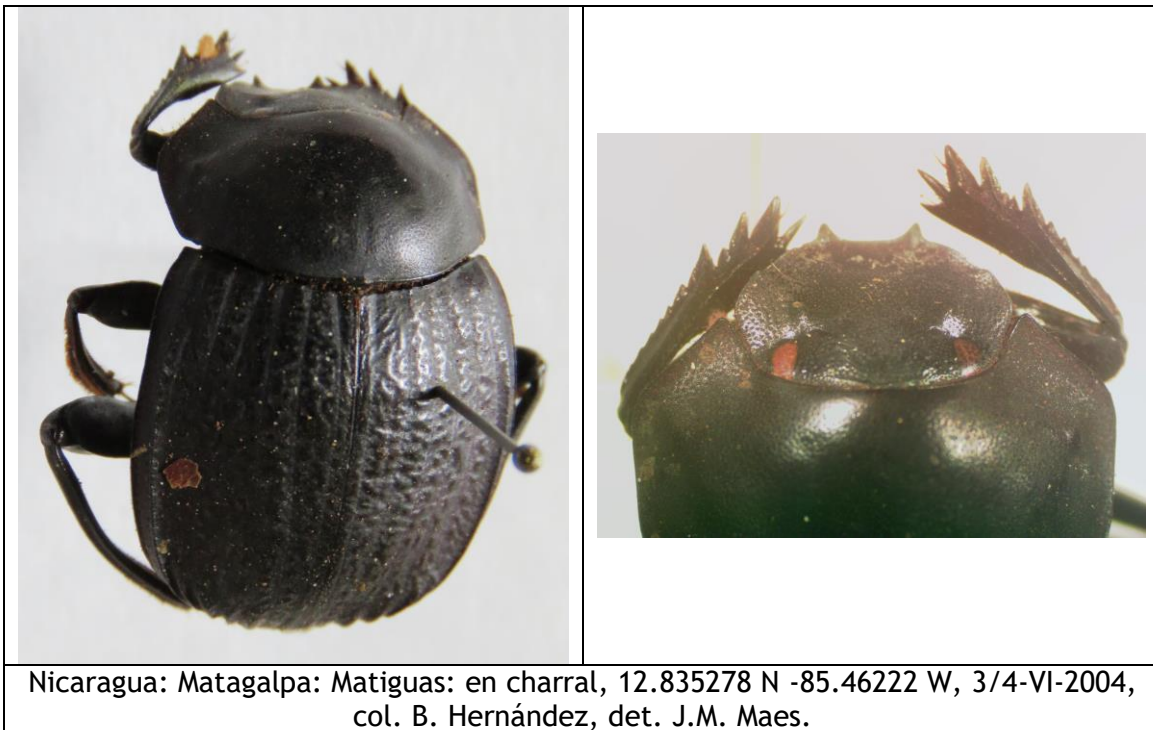 Nicaragua: Matagalpa: Matiguas: en charral, 12.835278 N -85.46222 W, 3/4-VI-2004,
col. B. Hernández, det. J.M. Maes.